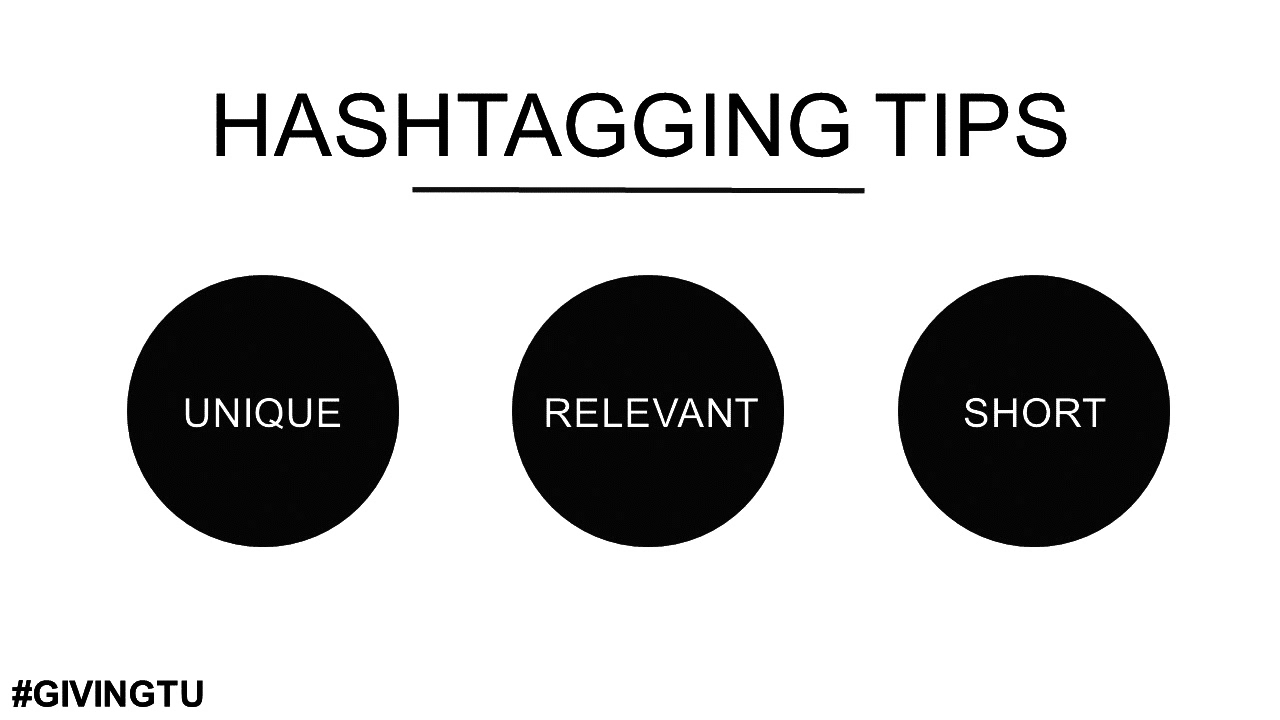 HASHTAGGING TIPS
UNIQUE
RELEVANT
SHORT
#GIVINGTU